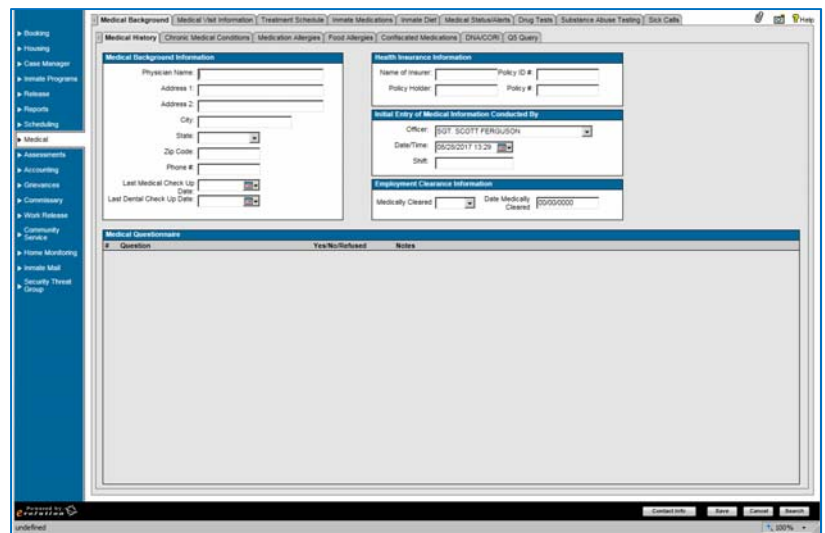 Medical Background Medical Visit Information Treatment Schedule Inmate Medications Inmate Diet Medical Status/Alerts Drug Tests Substance Abuse Testing Sick Calls Help
Medical History Chronic Medical Conditions Medication Allergies Food Allergies Confiscated Medications DNA/CORI Q5 Query
Booking
Housing
Case Manager
Inmate Programs
Release
Reports
Scheduling
Medical
Assessments
Accounting
Grievances
Commissary
Work Release
Community Service
Home Monitoring
Inmate Mail
Security Threat Group
Medical Background Information
Physician Name:
Address 1:
Address 2:
City:
State:
Zip Code:
Phone #:
Last Medical Check Up Date:
Last Dental Check Up Date:
Health Insurance Information
Name of Insurer: Policy ID #:
Policy Holder: Policy #:
Initial Entry of Medical Information Conducted By
Officer: SGT. SCOTT FERGUSON
Date/Time: 06/28/2017 13:29
Shift:
Employment Clearance Information
Medically Cleared: Date Medically Cleared 00/00/0000
Medical Questionnaire
# Question Yes/No/Refused Notes
Powered by evolution
Contact Info Save Cancel Search
undefined 100%